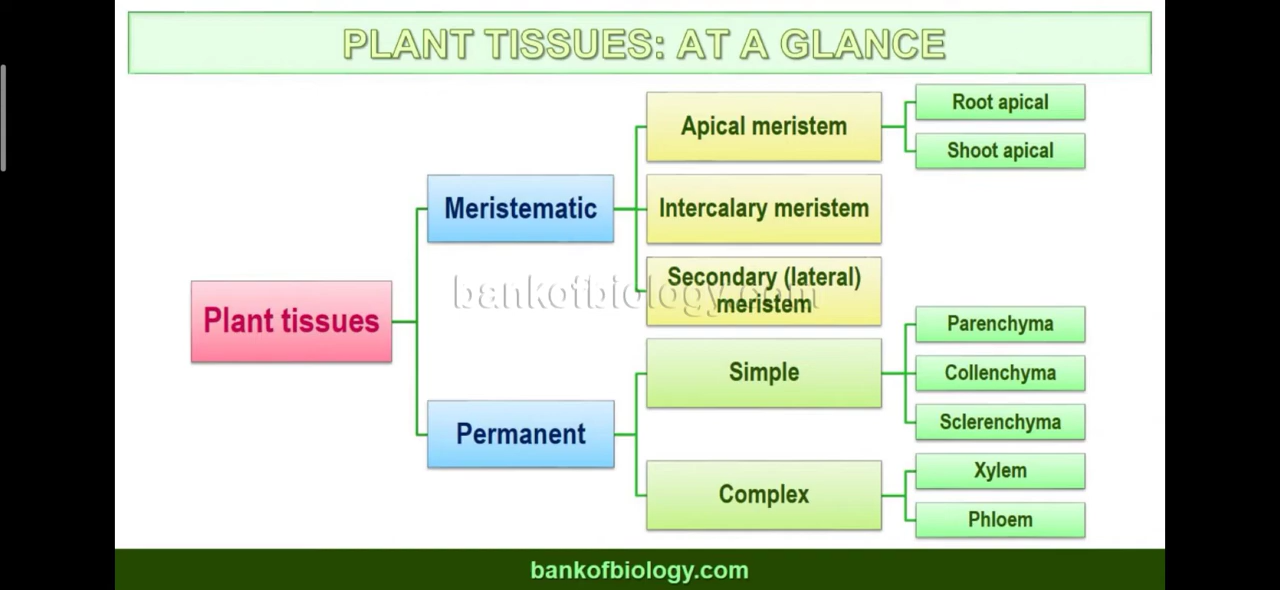 PLANT TISSUES: AT A GLANCE
Root apical
Apical meristem
Shoot apical
Meristematic
Intercalary meristem
Secondary (lateral)
meristem
bankofbiology.com
Plant tissues
Parenchyma
Simple
Collenchyma
Sclerenchyma
Permanent
Xylem
Complex
Phloem
bankofbiology.com